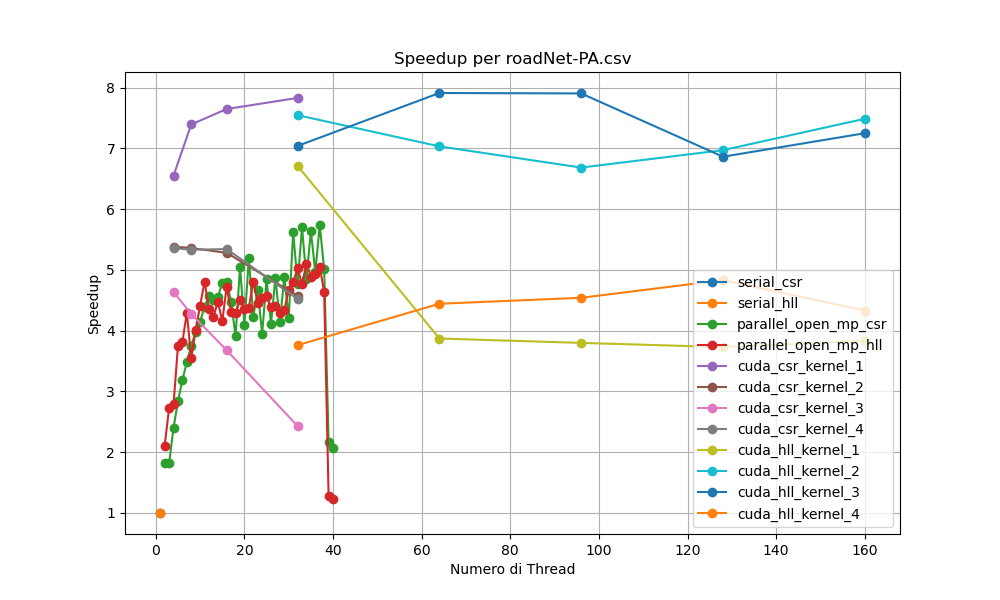 Speedup per roadNet-PA.csv
8
7
6
5
4
3
2
1
Speedup
0
20
40
60
80
100
120
140
160
Numero di Thread
serial_csr
serial_hll
parallel_open_mp_csr
parallel_open_mp_hll
cuda_csr_kernel_1
cuda_csr_kernel_2
cuda_csr_kernel_3
cuda_csr_kernel_4
cuda_hll_kernel_1
cuda_hll_kernel_2
cuda_hll_kernel_3
cuda_hll_kernel_4